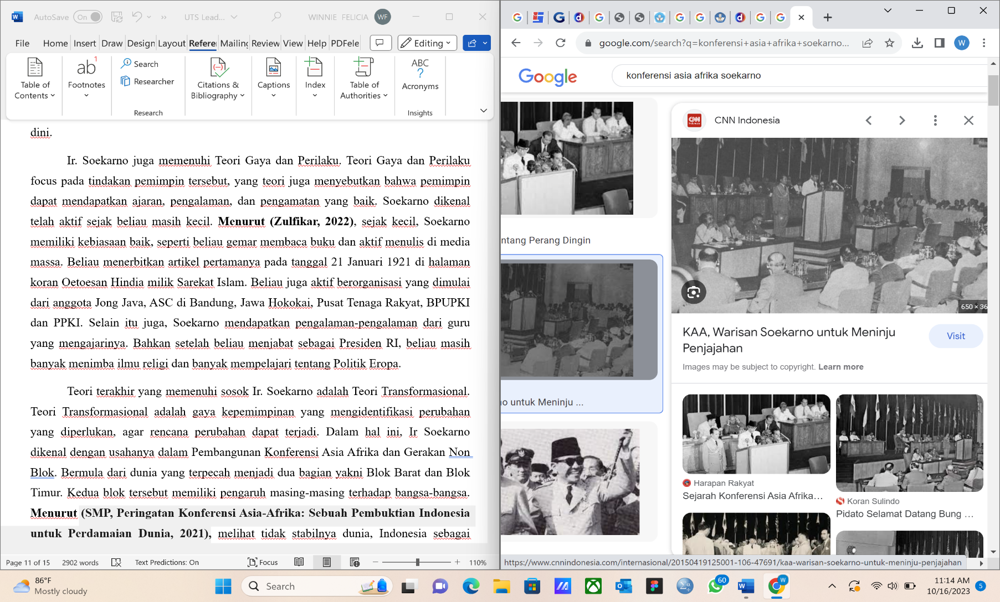 AutoSave
On
UTS Lead...
WINNIE FELICIA
WF
File
Home
Insert
Draw
Design
Layout
Refere
Mailing
Review
View
Help
PDFele
Editing
Table of
Contents
ab
1
Footnotes
Search
Researcher
Research
Citations &
Bibliography
Captions
Index
Table of
Authorities
ABC
?
Acronyms
Insights
dini.
Ir. Soekarno juga memenuhi Teori Gaya dan Perilaku. Teori Gaya dan Perilaku
focus pada tindakan pemimpin tersebut, yang teori juga menyebutkan bahwa pemimpin
dapat mendapatkan ajaran, pengalaman, dan pengamatan yang baik. Soekarno dikenal
telah aktif sejak beliau masih kecil. Menurut (Zulfikar, 2022), sejak kecil, Soekarno
memiliki kebiasaan baik, seperti beliau gemar membaca buku dan aktif menulis di media
massa. Beliau menerbitkan artikel pertamanya pada tanggal 21 Januari 1921 di halaman
koran Oetoesan Hindia milik Sarekat Islam. Beliau juga aktif berorganisasi yang dimulai
dari anggota Jong Java, ASC di Bandung, Jawa Hokokai, Pusat Tenaga Rakyat, BPUPKI
dan PPKI. Selain itu juga, Soekarno mendapatkan pengalaman-pengalaman dari guru
yang mengajarinya. Bahkan setelah beliau menjabat sebagai Presiden RI, beliau masih
banyak menimba ilmu religi dan banyak mempelajari tentang Politik Eropa.
Teori terakhir yang memenuhi sosok Ir. Soekarno adalah Teori Transformasional.
Teori Transformasional adalah gaya kepemimpinan yang mengidentifikasi perubahan
yang diperlukan, agar rencana perubahan dapat terjadi. Dalam hal ini, Ir Soekarno
dikenal dengan usahanya dalam Pembangunan Konferensi Asia Afrika dan Gerakan Non
Blok. Bermula dari dunia yang terpecah menjadi dua bagian yakni Blok Barat dan Blok
Timur. Kedua blok tersebut memiliki pengaruh masing-masing terhadap bangsa-bangsa.
Menurut (SMP, Peringatan Konferensi Asia-Afrika: Sebuah Pembuktian Indonesia
untuk Perdamaian Dunia, 2021), melihat tidak stabilnya dunia, Indonesia sebagai
Page 11 of 15
2902 words
Text Predictions: On
Focus
110%
google.com/search?q=konferensi+asia+afrika+soekarno...
W
Google
konferensi asia afrika soekarno
ntang Perang Dingin
no untuk Meninju ...
CNN Indonesia
650 × 36
KAA, Warisan Soekarno untuk Meninju
Penjajahan
Visit
Images may be subject to copyright. Learn more
Harapan Rakyat
Sejarah Konferensi Asia Afrika...
Koran Sulindo
Pidato Selamat Datang Bung ...
https://www.cnnindonesia.com/internasional/20150419125001-106-47691/kaa-warisan-soekarno-untuk-meninju-penjajahan
86°F
Mostly cloudy
Search
60
11:14 AM
10/16/2023
5